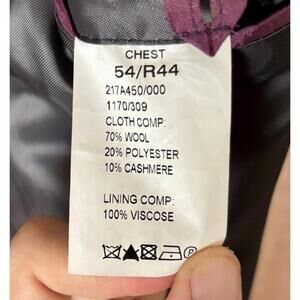 CHEST
54/R44
217A450/000
1170/309
CLOTH COMP:
70% WOOL
20% POLYESTER
10% CASHMERE
LINING COMP:
100% VISCOSE